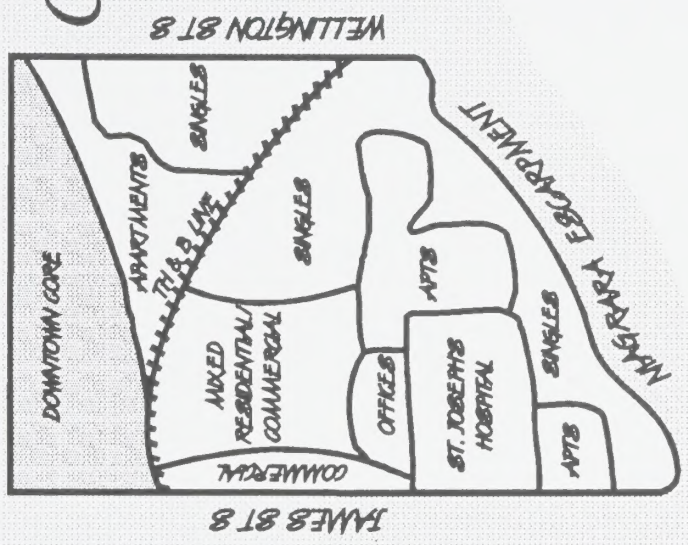 WELLINGTON ST S
DOWNTOWN CORE
APARTMENTS
SINGLES
TH & B LINE
SINGLES
MIXED
RESIDENTIAL/
COMMERCIAL
COMMERCIAL
OFFICES
APTS
ST. JOSEPH'S
HOSPITAL
SINGLES
APTS
NIAGRARA ESCARPMENT
JAMES ST S